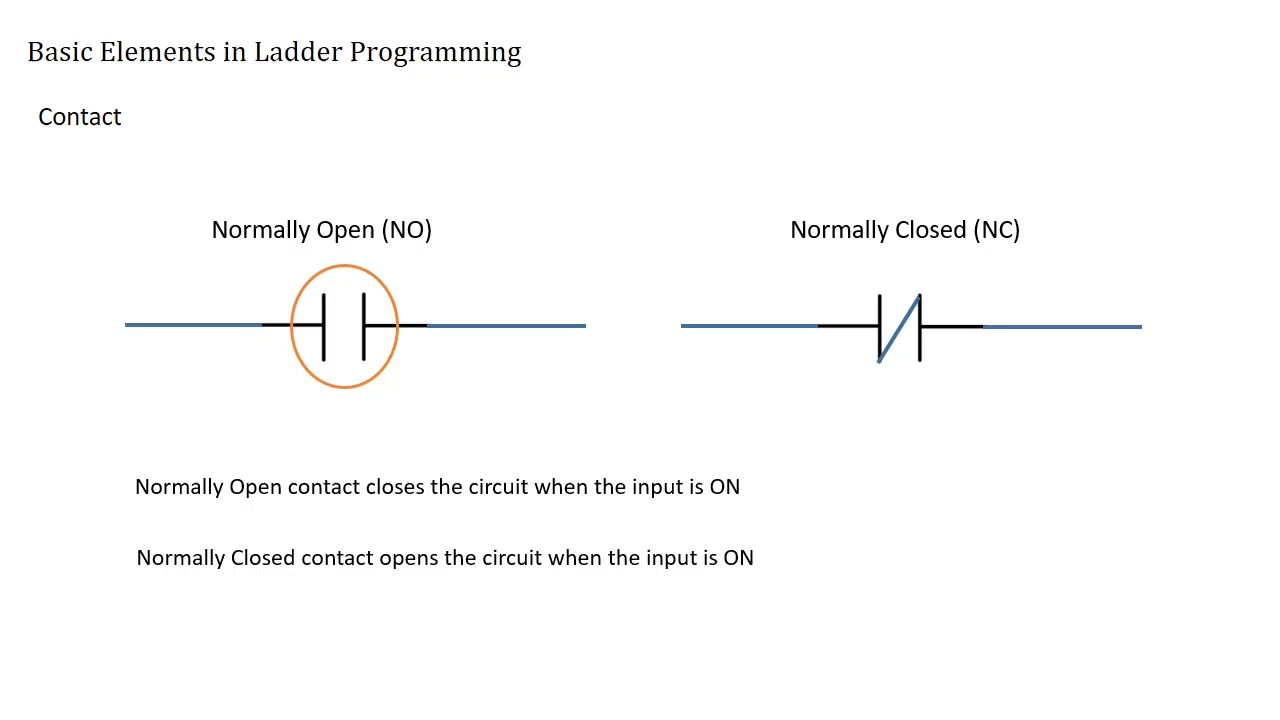 Basic Elements in Ladder Programming
Contact
Normally Open (NO)
Normally Closed (NC)
Normally Open contact closes the circuit when the input is ON
Normally Closed contact opens the circuit when the input is ON